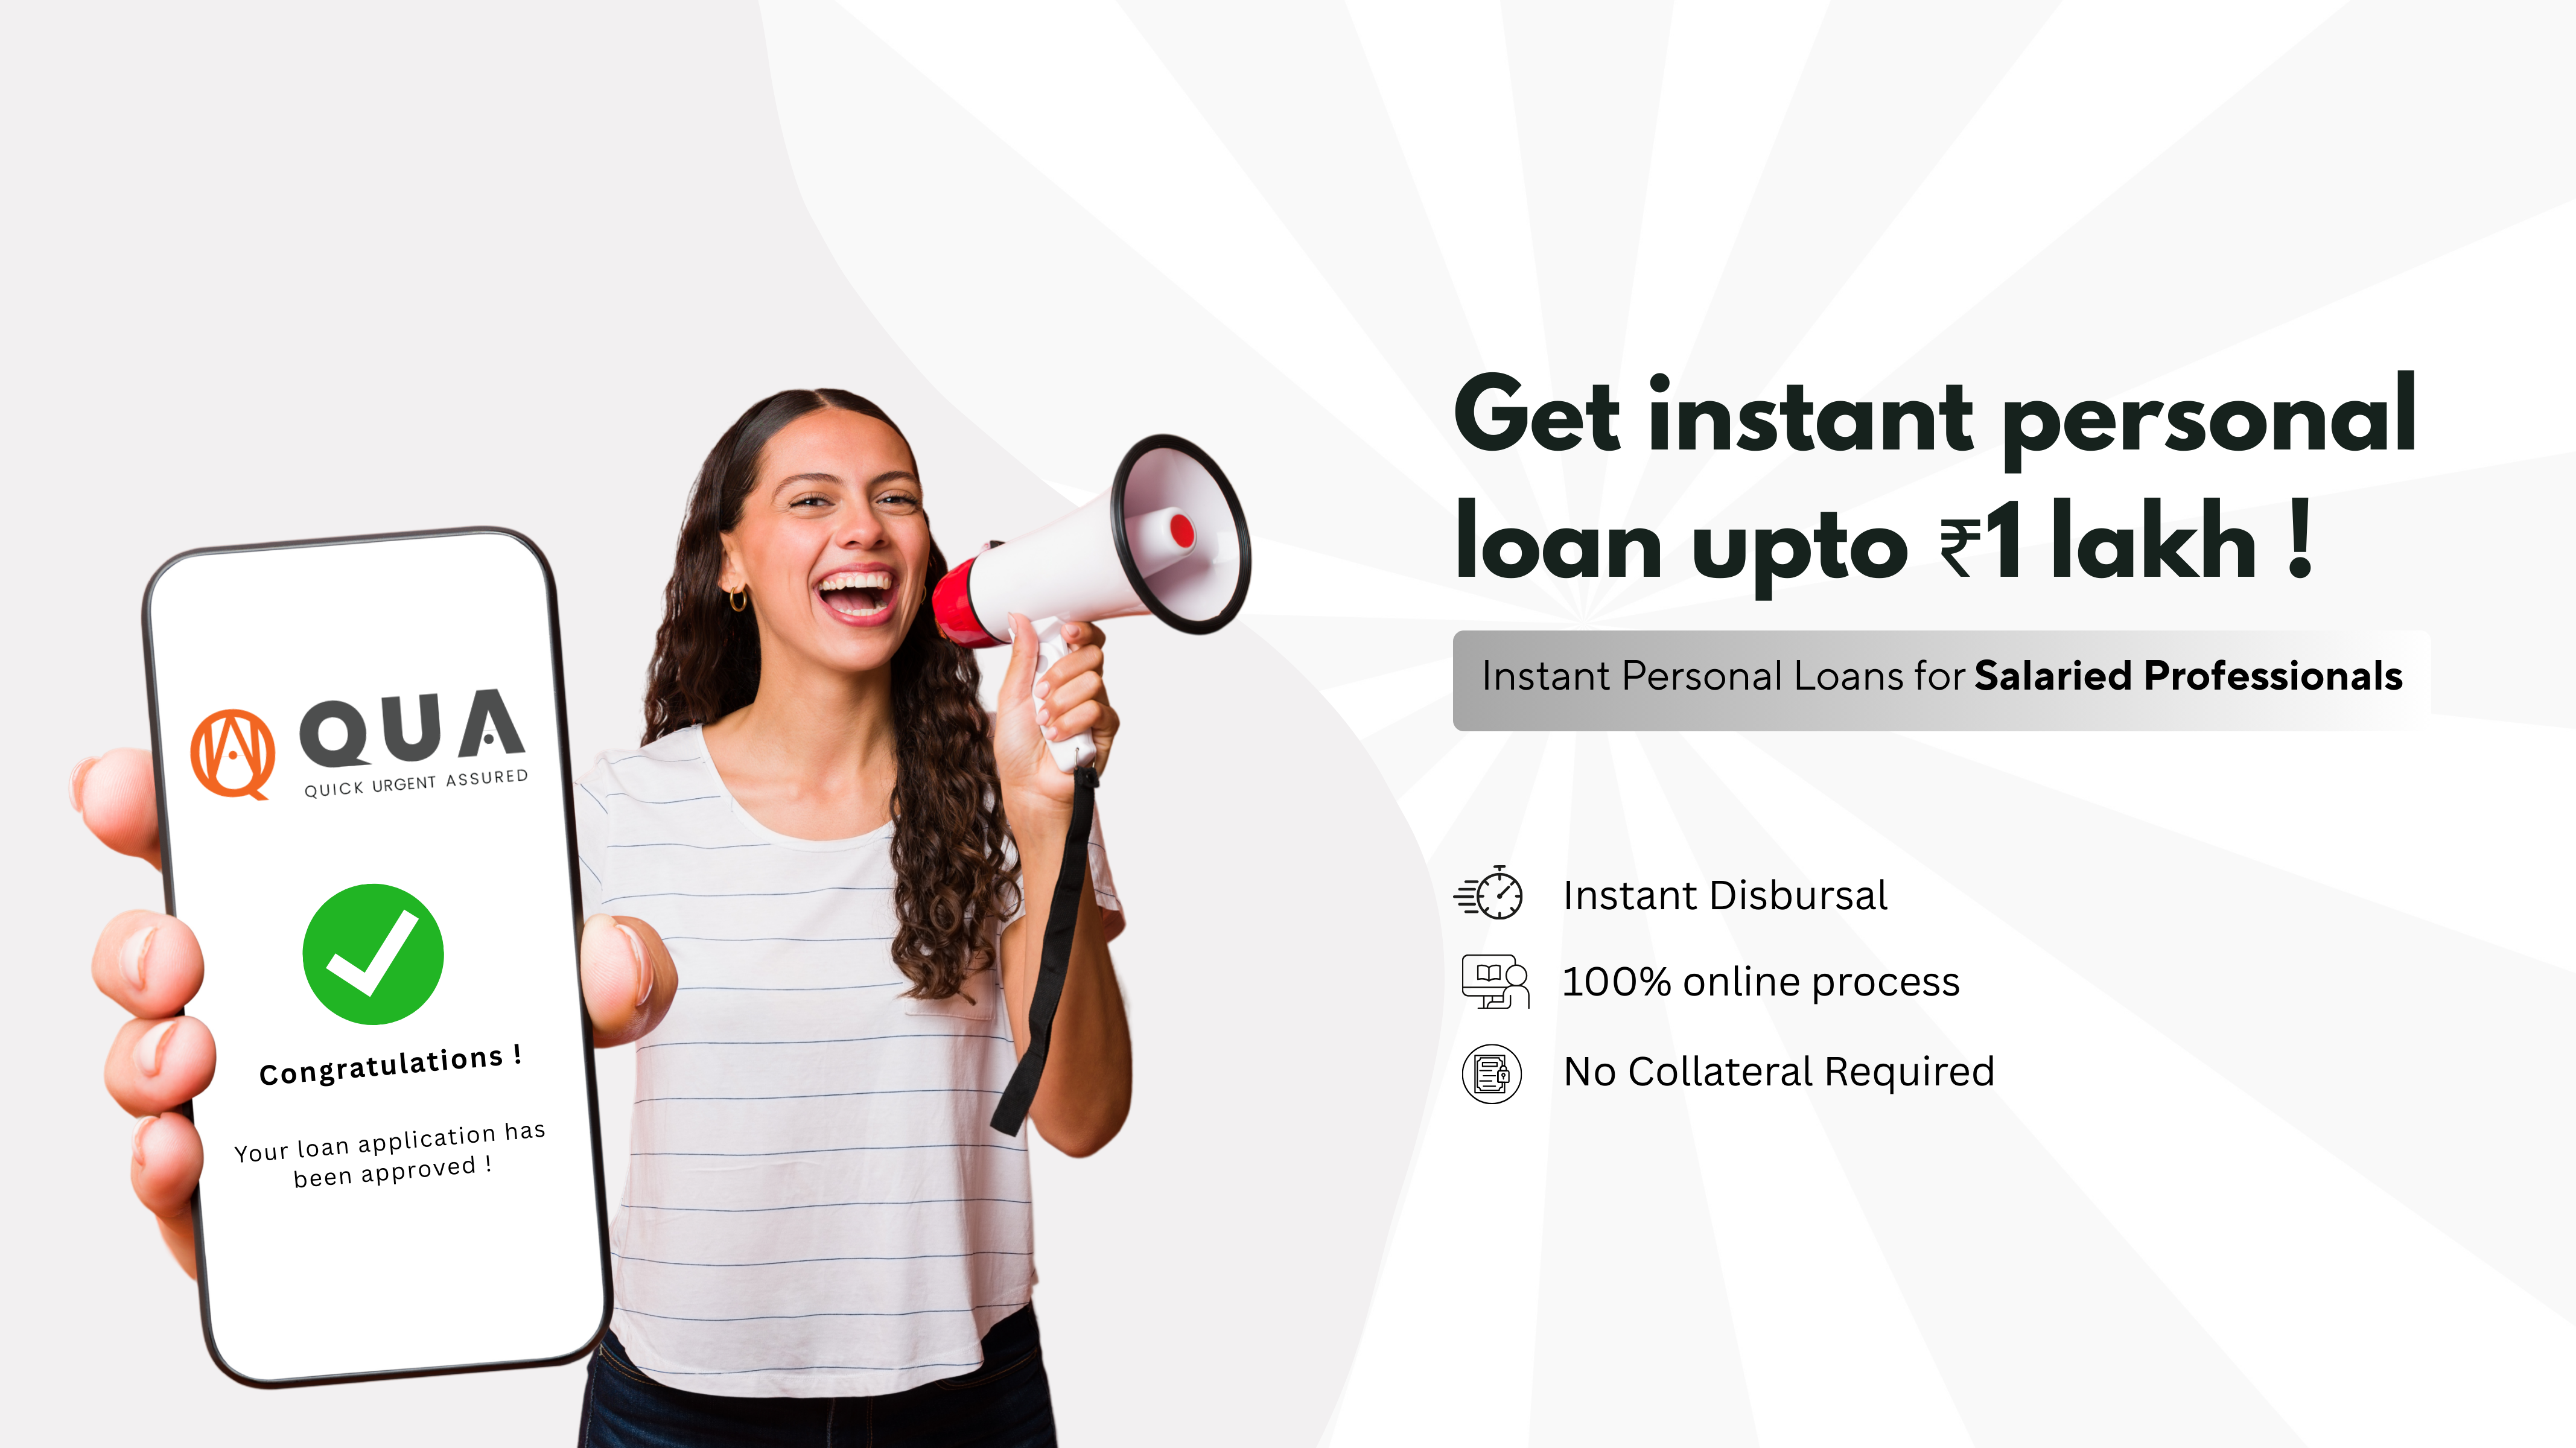 Get instant personal
loan upto ₹1 lakh !
Instant Personal Loans for Salaried Professionals
Instant Disbursal
100% online process
No Collateral Required
QUA
QUICK URGENT ASSURED
Congratulations !
Your loan application has
been approved !